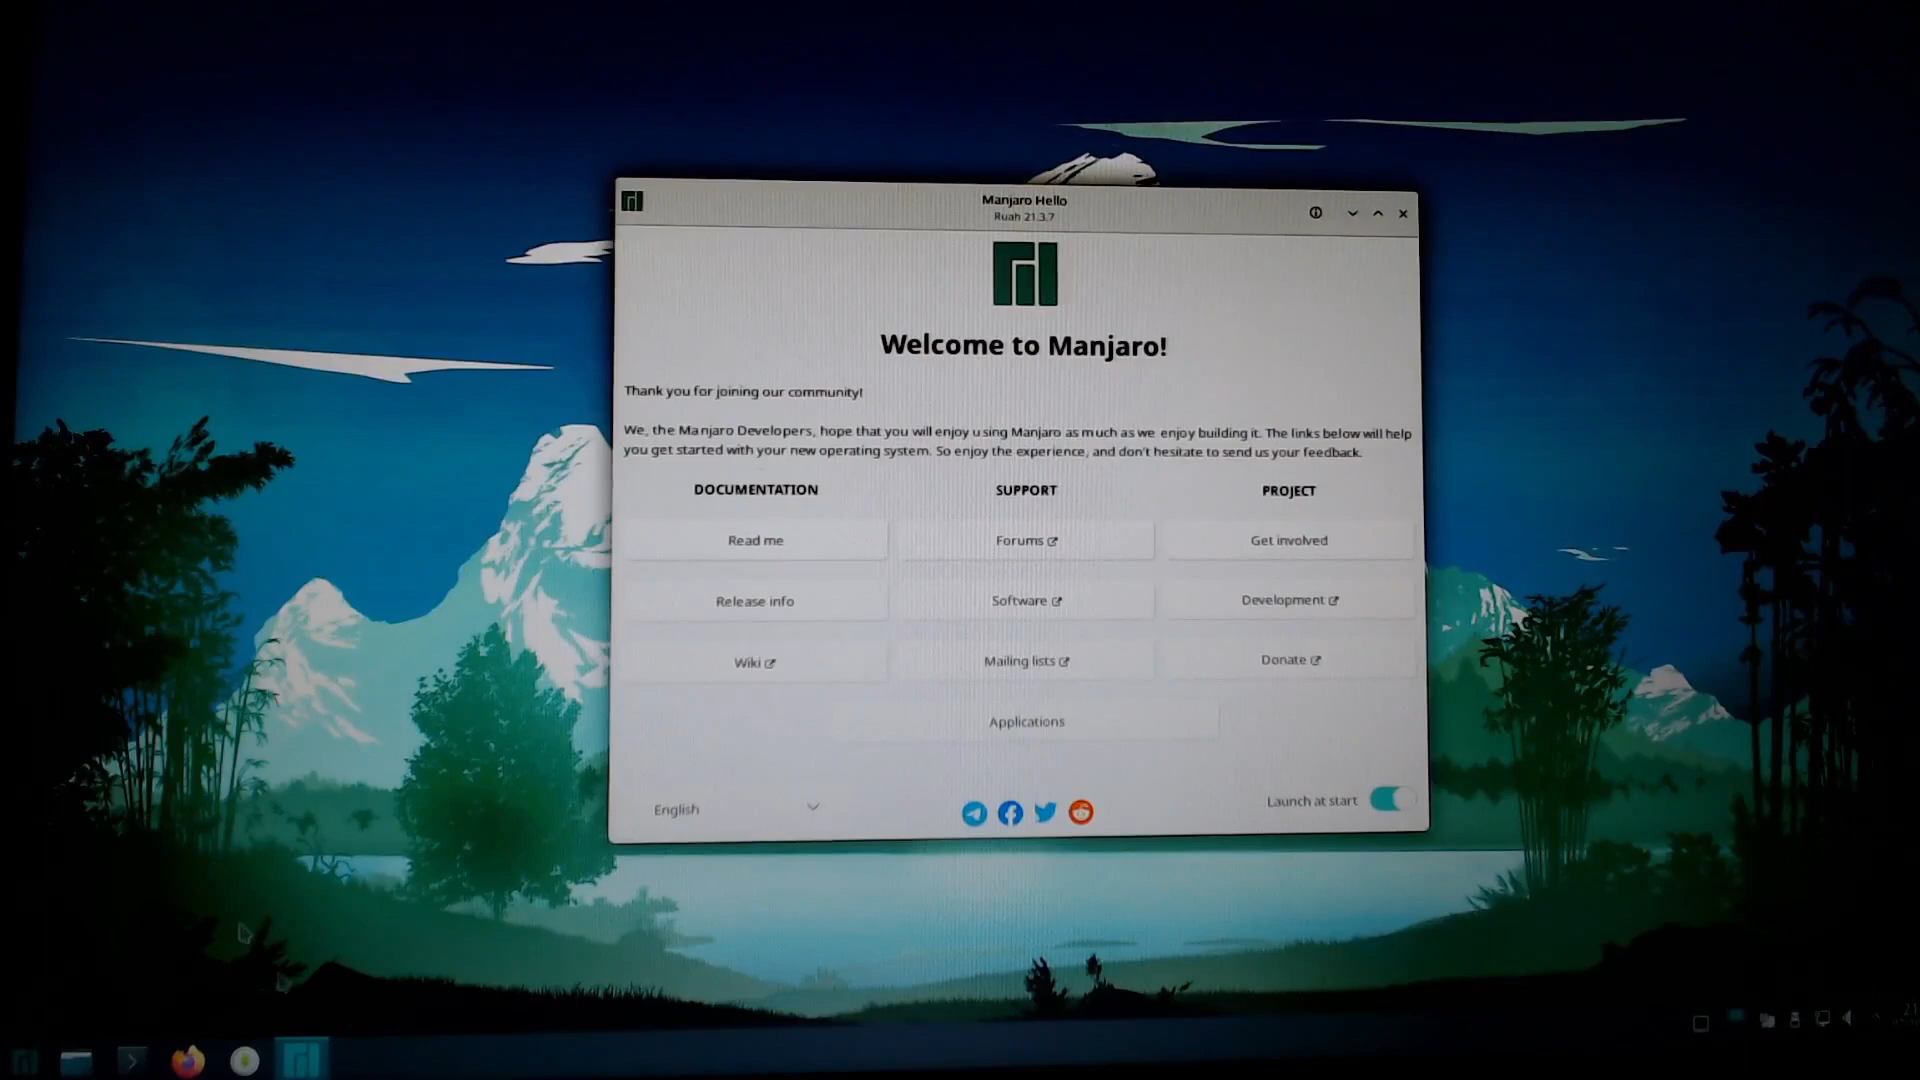 Manjaro Hello
Ruah 21.3.7
Welcome to Manjaro!
Thank you for joining our community!
We, the Manjaro Developers, hope that you will enjoy using Manjaro as much as we enjoy building it. The links below will help
you get started with your new operating system. So enjoy the experience, and don't hesitate to send us your feedback.
DOCUMENTATION SUPPORT PROJECT
Read me Forums Get involved
Release info Software Development
Wiki Mailing lists Donate
Applications
English Launch at start